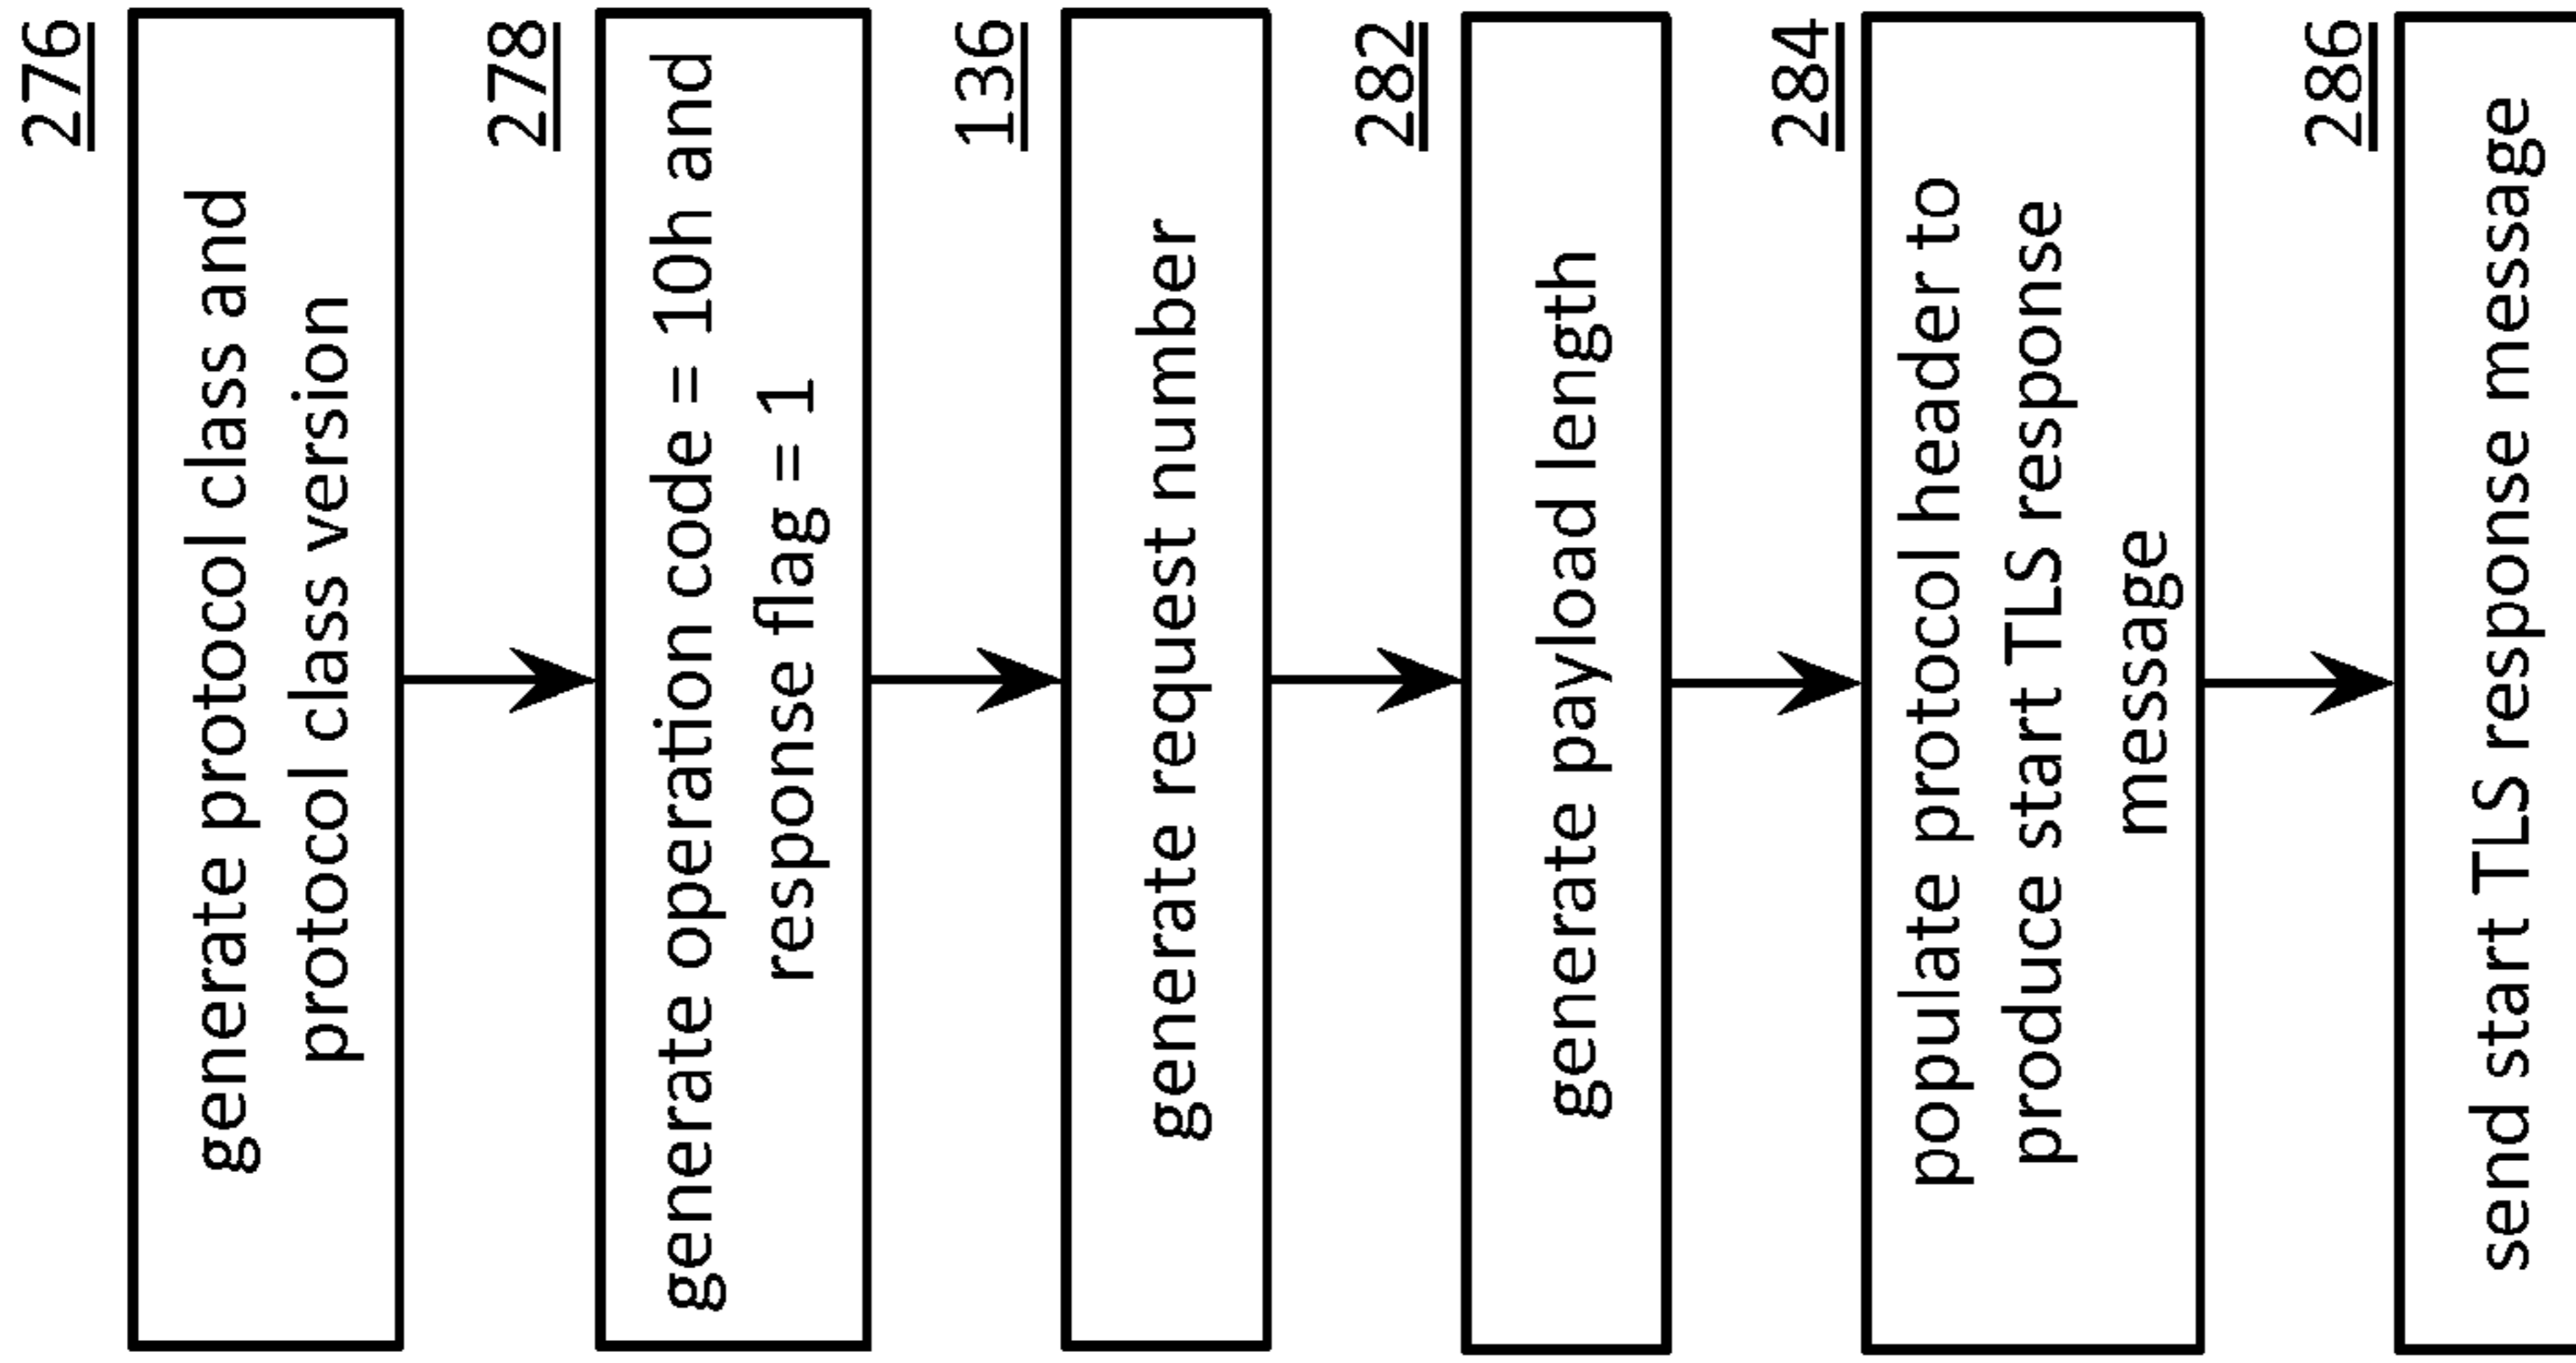 276
generate protocol class and
protocol class version
278
generate operation code = 10h and
response flag = 1
136
generate request number
282
generate payload length
284
populate protocol header to
produce start TLS response
message
286
send start TLS response message